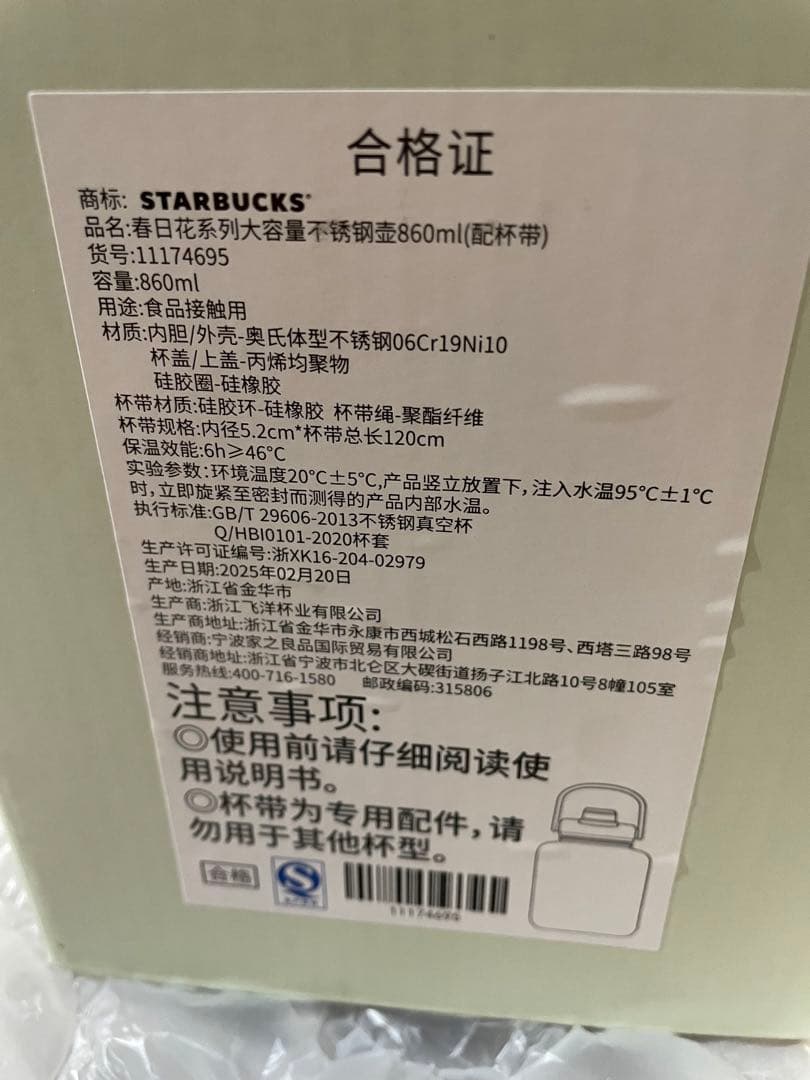 合格证
商标: STARBUCKS
品名:春日花系列大容量不锈钢壶860ml(配杯带)
货号:11174695
容量:860ml
用途:食品接触用
材质:内胆/外壳-奥氏体型不锈钢06Cr19Ni10
杯盖/上盖-丙烯均聚物
硅胶圈-硅橡胶
杯带材质:硅胶环-硅橡胶 杯带绳-聚酯纤维
杯带规格:内径5.2cm*杯带总长120cm
保温效能:6h≥46°C
实验参数:环境温度20°C±5°C,产品竖立放置下,注入水温95°C±1°C
时,立即旋紧至密封而测得的产品内部水温。
执行标准:GB/T 29606-2013不锈钢真空杯
Q/HBI0101-2020杯套
生产许可证编号:浙XK16-204-02979
生产日期:2025年02月20日
产地:浙江省金华市
生产商:浙江飞洋杯业有限公司
生产商地址:浙江省金华市永康市西城松石西路1198号、西塔三路98号
经销商:宁波家之良品国际贸易有限公司
经销商地址:浙江省宁波市北仑区大碶街道扬子江北路10号8幢105室
服务热线:400-716-1580 邮政编码:315806
注意事项:
◎使用前请仔细阅读使
用说明书。
◎杯带为专用配件,请
勿用于其他杯型。
合格
11174695